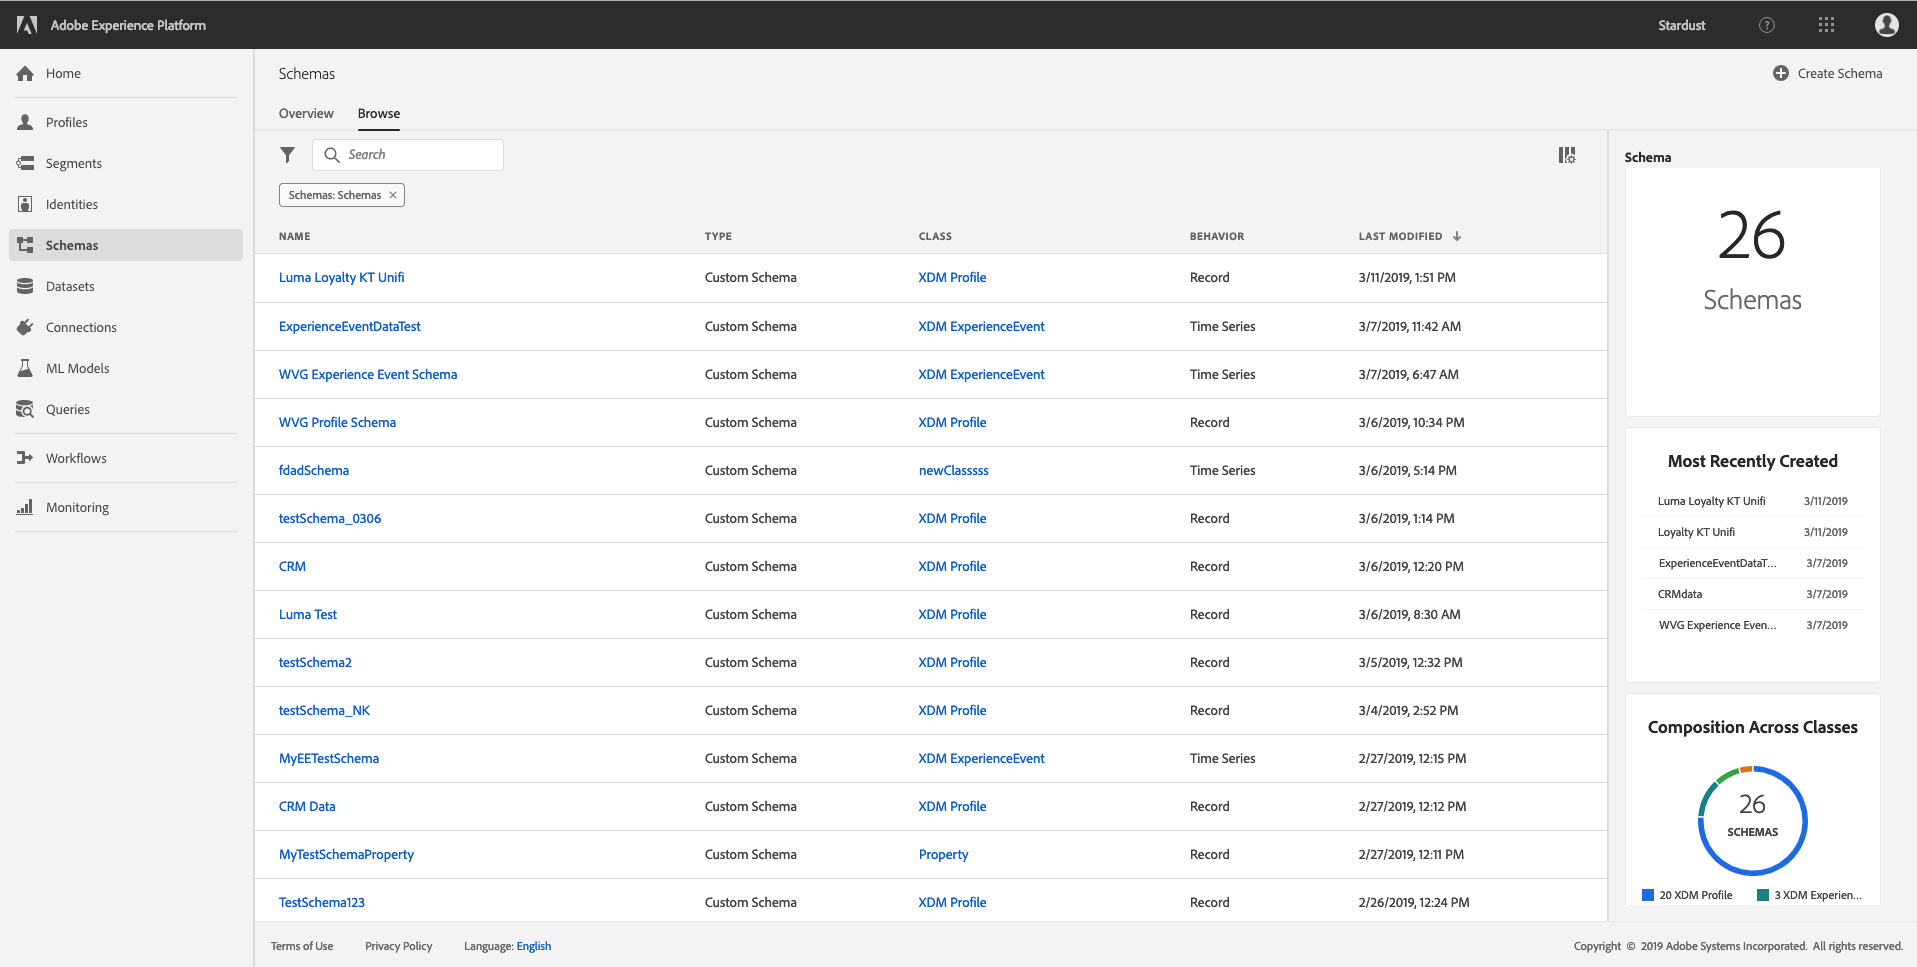 Adobe Experience Platform
Stardust
Home
Profiles
Segments
Identities
Schemas
Datasets
Connections
ML Models
Queries
Workflows
Monitoring
Schemas
Create Schema
Overview Browse
Search
Schemas: Schemas ×
NAME TYPE CLASS BEHAVIOR LAST MODIFIED ↓
Luma Loyalty KT Unifi Custom Schema XDM Profile Record 3/11/2019, 1:51 PM
ExperienceEventDataTest Custom Schema XDM ExperienceEvent Time Series 3/7/2019, 11:42 AM
WVG Experience Event Schema Custom Schema XDM ExperienceEvent Time Series 3/7/2019, 6:47 AM
WVG Profile Schema Custom Schema XDM Profile Record 3/6/2019, 10:34 PM
fdadSchema Custom Schema newClasssss Time Series 3/6/2019, 5:14 PM
testSchema_0306 Custom Schema XDM Profile Record 3/6/2019, 1:14 PM
CRM Custom Schema XDM Profile Record 3/6/2019, 12:20 PM
Luma Test Custom Schema XDM Profile Record 3/6/2019, 8:30 AM
testSchema2 Custom Schema XDM Profile Record 3/5/2019, 12:32 PM
testSchema_NK Custom Schema XDM Profile Record 3/4/2019, 2:52 PM
MyEETestSchema Custom Schema XDM ExperienceEvent Time Series 2/27/2019, 12:15 PM
CRM Data Custom Schema XDM Profile Record 2/27/2019, 12:12 PM
MyTestSchemaProperty Custom Schema Property Record 2/27/2019, 12:11 PM
TestSchema123 Custom Schema XDM Profile Record 2/26/2019, 12:24 PM
Schema
26
Schemas
Most Recently Created
Luma Loyalty KT Unifi 3/11/2019
Loyalty KT Unifi 3/11/2019
ExperienceEventDataT... 3/7/2019
CRMdata 3/7/2019
WVG Experience Even... 3/7/2019
Composition Across Classes
26
SCHEMAS
20 XDM Profile 3 XDM Experien...
Terms of Use Privacy Policy Language: English
Copyright © 2019 Adobe Systems Incorporated. All rights reserved.